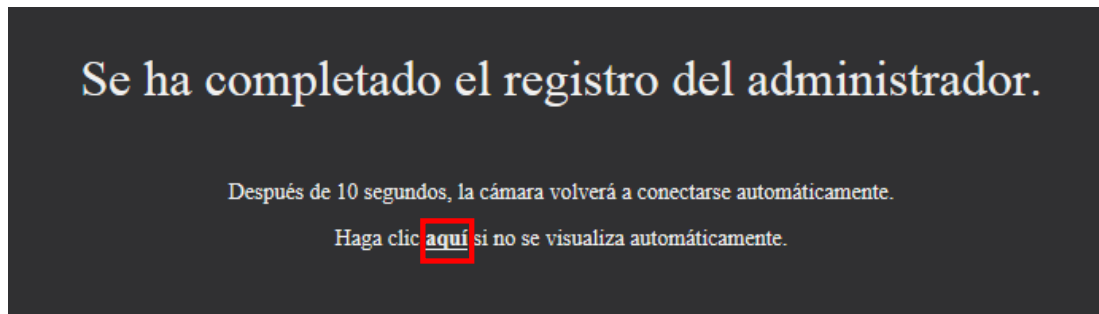 Se ha completado el registro del administrador.
Después de 10 segundos, la cámara volverá a conectarse automáticamente.
Haga clic aquí si no se visualiza automáticamente.